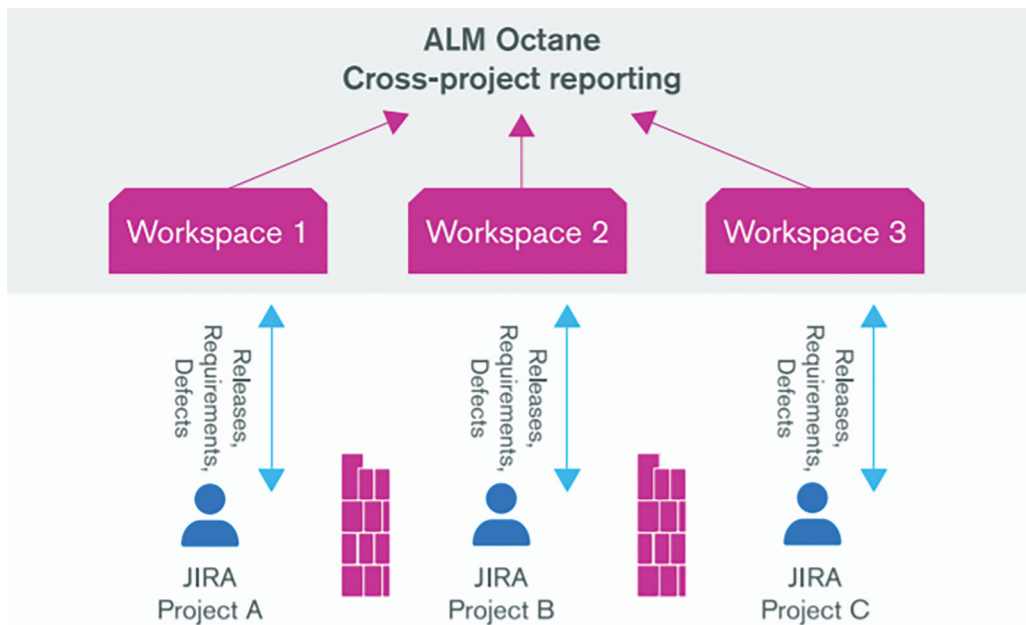 ALM Octane
Cross-project reporting
Workspace 1
Workspace 2
Workspace 3
Releases,
Requirements,
Defects
Releases,
Requirements,
Defects
Releases,
Requirements,
Defects
JIRA
Project A
JIRA
Project B
JIRA
Project C